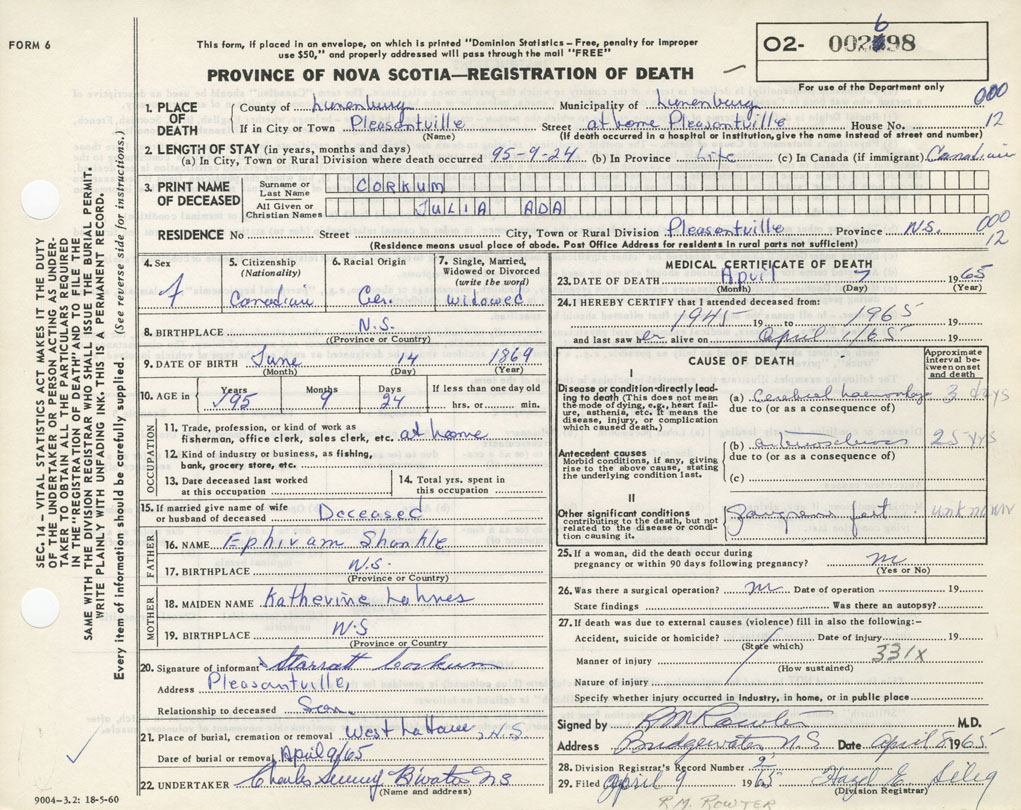 FORM 6
This form, if placed in an envelope, on which is printed "Dominion Statistics – Free, penalty for improper
use $50," and properly addressed will pass through the mail "FREE"
O2- 002698
For use of the Department only
PROVINCE OF NOVA SCOTIA—REGISTRATION OF DEATH
1. PLACE OF DEATH { County of Lunenburg Municipality of Lunenburg 000
If in City or Town Pleasantville (Name) Street at home Pleasantville House No. 12
(If death occurred in a hospital or institution, give the name instead of street and number)
2. LENGTH OF STAY (in years, months and days)
(a) In City, Town or Rural Division where death occurred 95-9-24 (b) In Province Life (c) In Canada (if immigrant) Canadian
3. PRINT NAME OF DECEASED { Surname or Last Name CORKUM
All Given or Christian Names JULIA ADA
RESIDENCE No Street City, Town or Rural Division Pleasantville Province N.S. 000 12
(Residence means usual place of abode. Post Office Address for residents in rural parts not sufficient)
4. Sex f
5. Citizenship (Nationality) Canadian
6. Racial Origin Ger.
7. Single, Married, Widowed or Divorced (write the word) widowed
8. BIRTHPLACE N.S.
(Province or Country)
9. DATE OF BIRTH June 14 1869
(Month) (Day) (Year)
10. AGE in { Years 95 Months 9 Days 24 If less than one day old hrs. or min.
OCCUPATION
11. Trade, profession, or kind of work as fisherman, office clerk, sales clerk, etc. at home
12. Kind of industry or business, as fishing, bank, grocery store, etc.
13. Date deceased last worked at this occupation
14. Total yrs. spent in this occupation
15. If married give name of wife or husband of deceased Deceased
FATHER
16. NAME Ephiram Shankle
17. BIRTHPLACE N.S.
(Province or Country)
MOTHER
18. MAIDEN NAME Katherine Lohnes
19. BIRTHPLACE N.S
(Province or Country
20. Signature of informant Starratt Corkum
Address Pleasantville,
Relationship to deceased Son.
21. Place of burial, cremation or removal West LaHave, N.S.
Date of burial or removal April 9/65
22. UNDERTAKER Charles B'water NS
(Name and address)
MEDICAL CERTIFICATE OF DEATH
23. DATE OF DEATH April 7 1965
(Month) (Day) (Year)
24. I HEREBY CERTIFY that I attended deceased from:
1945 19 to 1965 19
and last saw her alive on April 1/65 19
CAUSE OF DEATH
Approximate interval between onset and death
I
Disease or condition directly leading to death (This does not mean the mode of dying, e.g., heart failure, asthenia, etc. It means the disease, injury, or complication which caused death.)
(a) Cerebral haemorrhage 3 days
due to (or as a consequence of)
Antecedent causes
Morbid conditions, if any, giving rise to the above cause, stating the underlying condition last.
(b) arteriosclerosis 25 yrs
due to (or as a consequence of)
(c)
II
Other significant conditions
contributing to the death, but not related to the disease or condition causing it.
Gangrene feet unknown
25. If a woman, did the death occur during
pregnancy or within 90 days following pregnancy? no
(Yes or No)
26. Was there a surgical operation? no Date of operation 19
State findings Was there an autopsy?
27. If death was due to external causes (violence) fill in also the following:–
Accident, suicide or homicide? Date of injury 19
(State which)
Manner of injury 331x
(How sustained)
Nature of injury
Specify whether injury occurred in industry, in home, or in public place
Signed by R M Rowter M.D.
Address Bridgewater N S Date April 8 1965
28. Division Registrar's Record Number 9
29. Filed April 9 1965 Hazel E.
(Division Registrar)
R.M. ROWTER
SEC. 14 – VITAL STATISTICS ACT MAKES IT THE DUTY
OF THE UNDERTAKER OR PERSON ACTING AS UNDER-
TAKER TO OBTAIN ALL THE PARTICULARS REQUIRED
IN THE "REGISTRATION OF DEATH" AND TO FILE THE
SAME WITH THE DIVISION REGISTRAR WHO SHALL ISSUE THE BURIAL PERMIT.
WRITE PLAINLY WITH UNFADING INK. THIS IS A PERMANENT RECORD.
Every item of information should be carefully supplied. (See reverse side for instructions.)
9004–3.2: 18-5-60